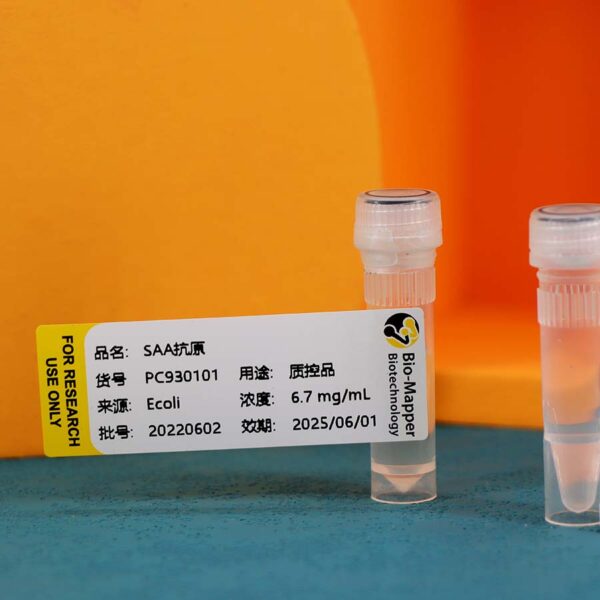 FOR RESEARCH
USE ONLY
品名: SAA抗原
货号 PC930101 用途: 质控品
来源: Ecoli 浓度: 6.7 mg/mL
批号: 20220602 效期: 2025/06/01
Bio-Mapper
Biotechnology